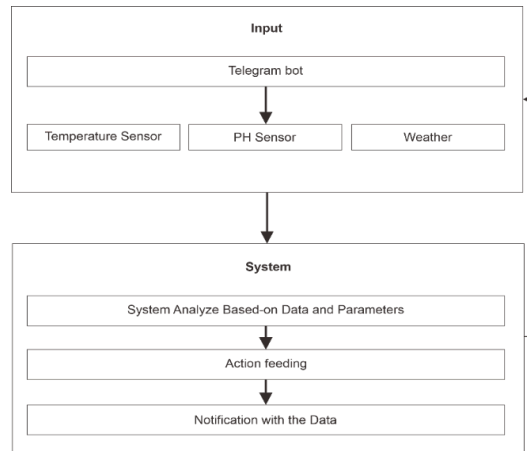 Input
Telegram bot
Temperature Sensor
PH Sensor
Weather
System
System Analyze Based-on Data and Parameters
Action feeding
Notification with the Data